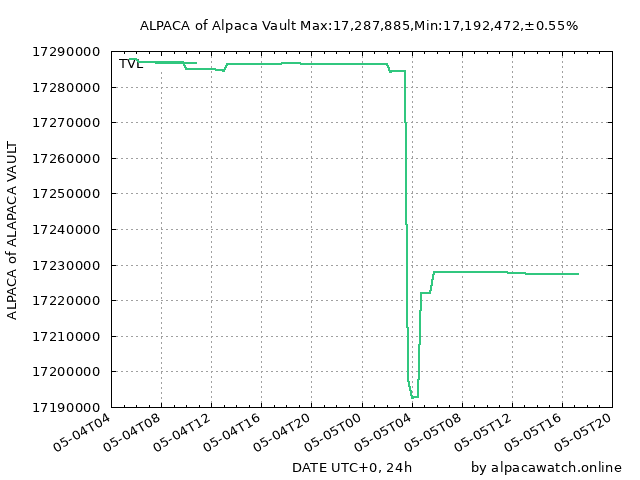 ALPACA of Alpaca Vault Max:17,287,885,Min:17,192,472,±0.55%
TVL
17290000
17280000
17270000
17260000
17250000
17240000
17230000
17220000
17210000
17200000
17190000
ALPACA of ALAPACA VAULT
05-04T04
05-04T08
05-04T12
05-04T16
05-04T20
05-05T00
05-05T04
05-05T08
05-05T12
05-05T16
05-05T20
DATE UTC+0, 24h
by alpacawatch.online